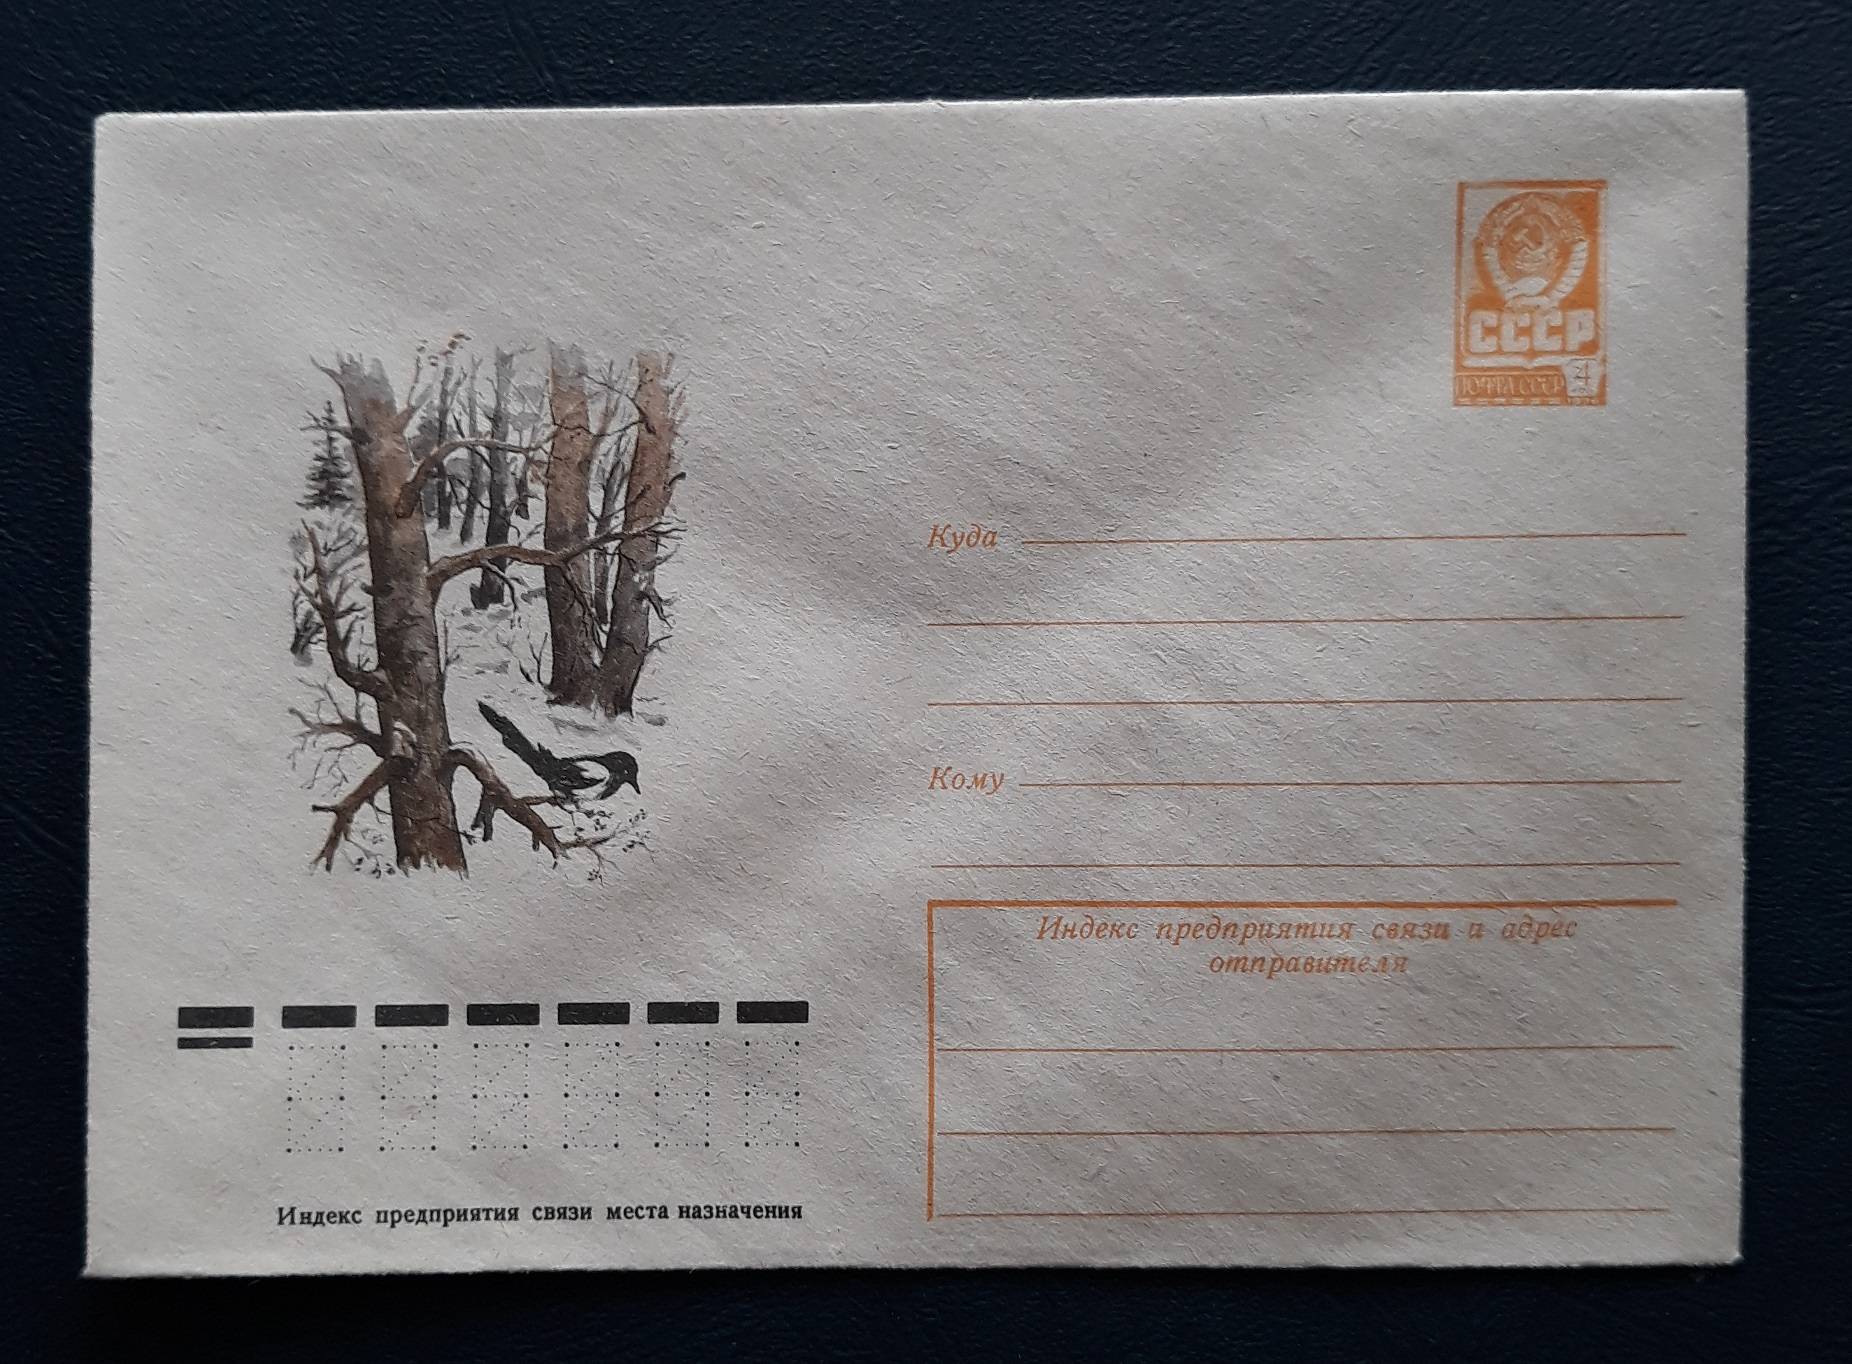 СССР
ПОЧТА СССР 4
Куда
Кому
Индекс предприятия связи и адрес
отправителя
Индекс предприятия связи места назначения